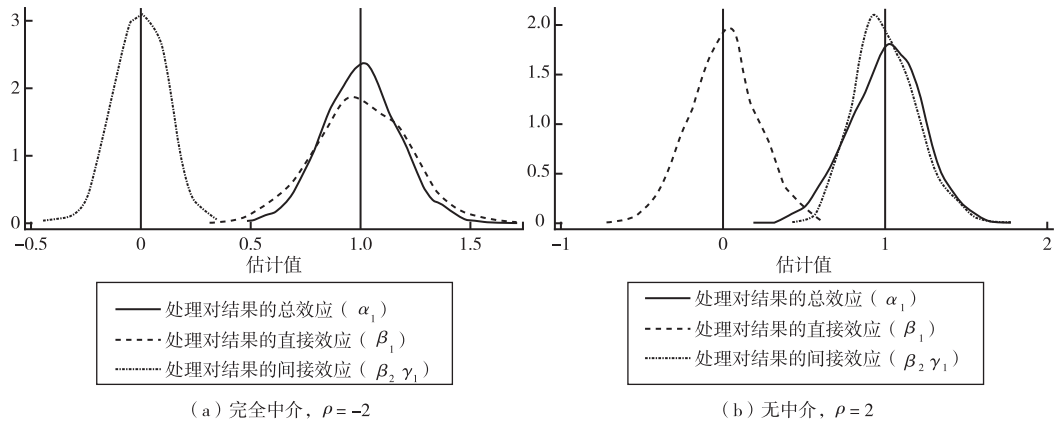 3
2
1
0
-0.5
0
0.5
1.0
1.5
估计值
处理对结果的总效应（α₁）
处理对结果的直接效应（β₁）
处理对结果的间接效应（β₂γ₁）
（a）完全中介，ρ=-2
2.0
1.5
1.0
0.5
0
-1
0
1
2
估计值
处理对结果的总效应（α₁）
处理对结果的直接效应（β₁）
处理对结果的间接效应（β₂γ₁）
（b）无中介，ρ=2